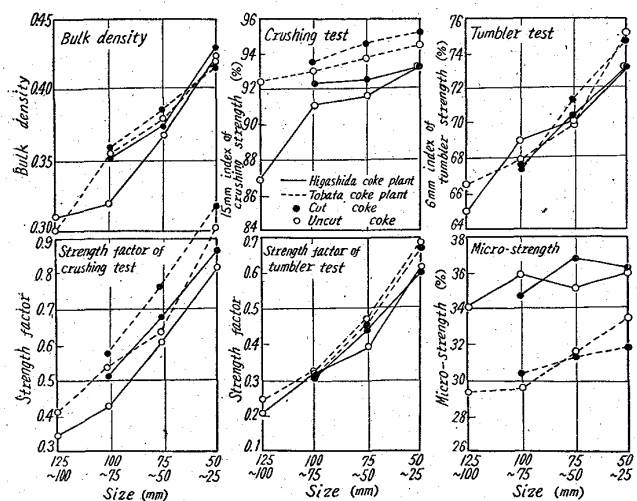 Bulk density
Bulk density
0.45
0.40
0.35
0.30
Crushing test
15mm index of
crushing strength (%)
96
94
92
90
88
86
84
Higashida coke plant
Tobata coke plant
Cut coke
Uncut coke
Tumbler test
6mm index of
tumbler strength (%)
76
74
72
70
68
66
64
Strength factor of
crushing test
Strength factor
0.9
0.8
0.7
0.6
0.5
0.4
0.3
125
~100
100
~75
75
~50
50
~25
Size (mm)
Strength factor of
tumbler test
Strength factor
0.7
0.6
0.5
0.4
0.3
0.2
0.1
125
~100
100
~75
75
~50
50
~25
Size (mm)
Micro-strength
Micro-strength (%)
38
36
34
32
30
28
26
125
~100
100
~75
75
~50
50
~25
Size (mm)